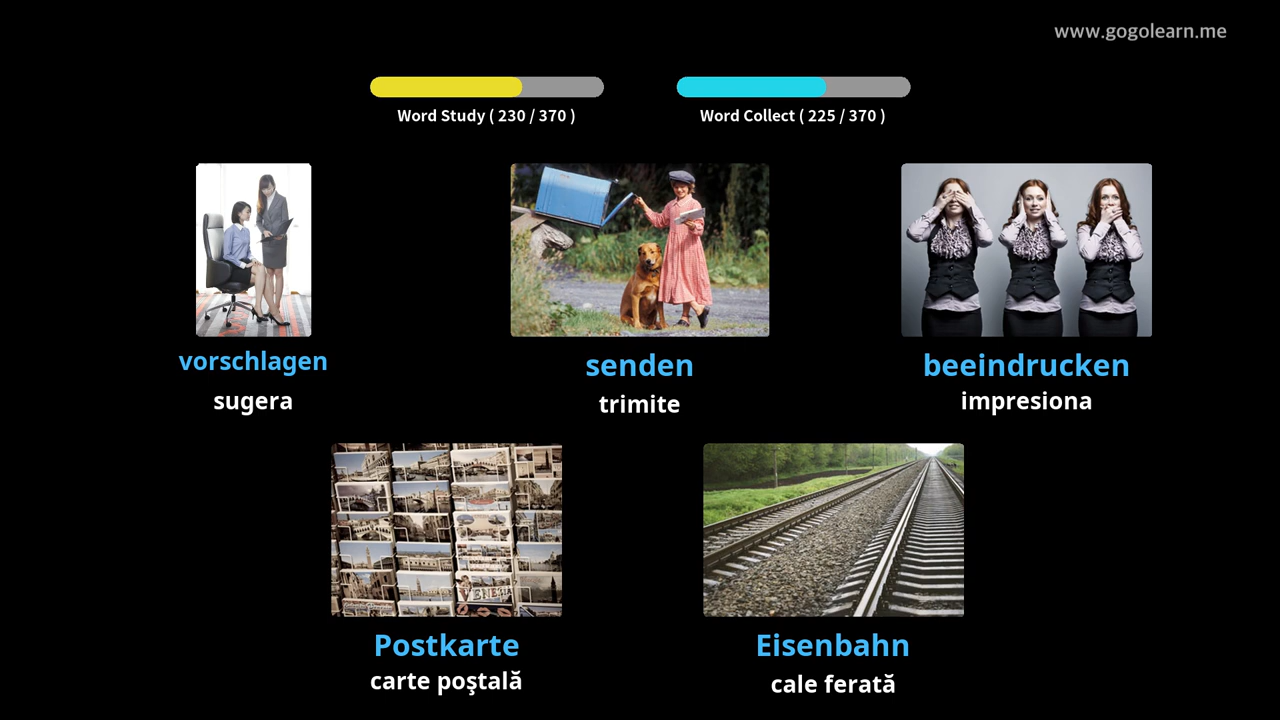 www.gogolearn.me
Word Study ( 230 / 370 )
Word Collect ( 225 / 370 )
vorschlagen
sugera
senden
trimite
beeindrucken
impresiona
Postkarte
carte poştală
Eisenbahn
cale ferată